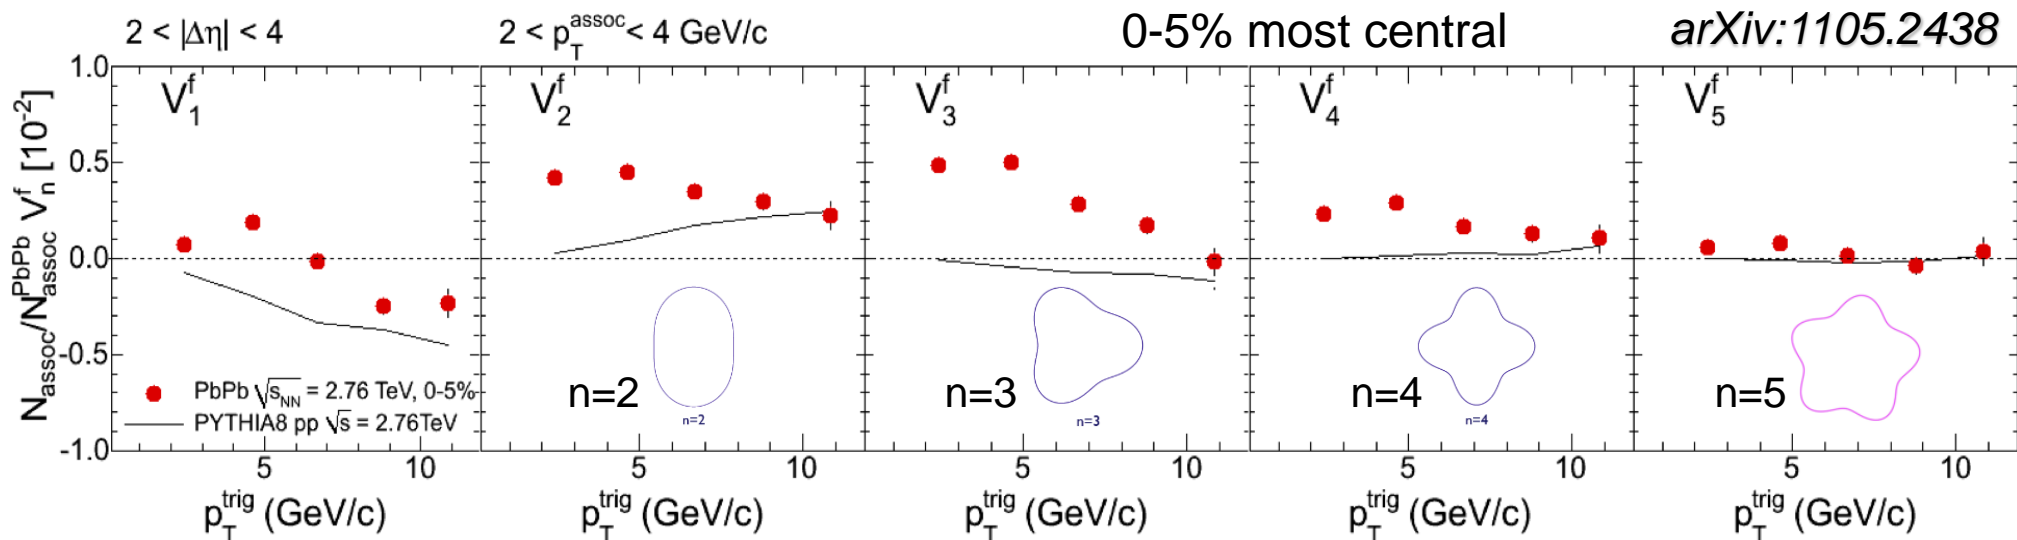 2 < |Δη| < 4
2 < p_T^assoc < 4 GeV/c
0-5% most central
arXiv:1105.2438
N_assoc/N_assoc^PbPb V_n^f [10^-2]
1.0
0.5
0.0
-0.5
-1.0
V_1^f
V_2^f
V_3^f
V_4^f
V_5^f
PbPb √s_NN = 2.76 TeV, 0-5%
PYTHIA8 pp √s = 2.76TeV
n=2
n=2
n=3
n=3
n=4
n=4
n=5
5 10
5 10
5 10
5 10
5 10
p_T^trig (GeV/c)
p_T^trig (GeV/c)
p_T^trig (GeV/c)
p_T^trig (GeV/c)
p_T^trig (GeV/c)